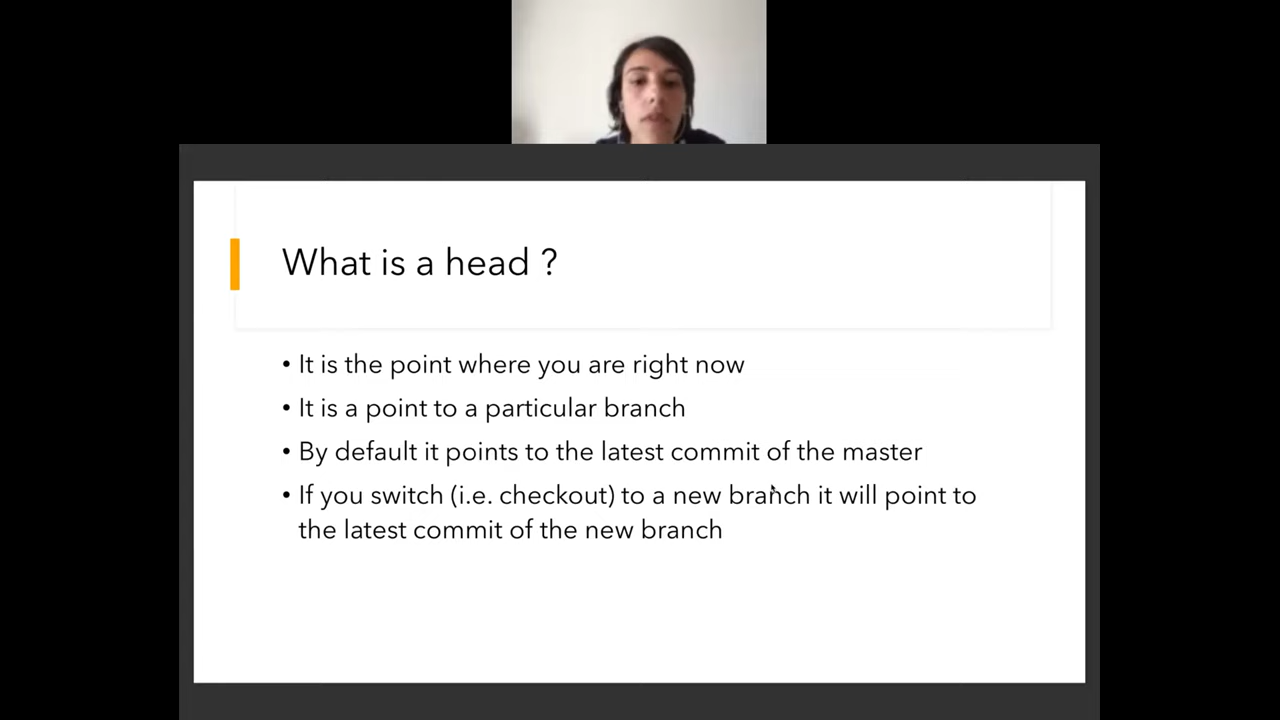 What is a head ?
• It is the point where you are right now
• It is a point to a particular branch
• By default it points to the latest commit of the master
• If you switch (i.e. checkout) to a new branch it will point to
the latest commit of the new branch